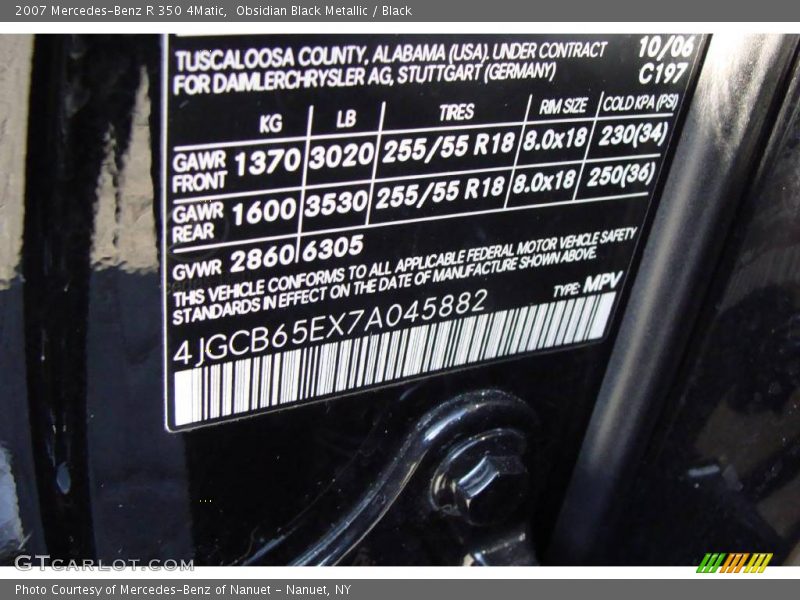 2007 Mercedes-Benz R 350 4Matic,  Obsidian Black Metallic / Black
TUSCALOOSA COUNTY, ALABAMA (USA). UNDER CONTRACT 10/06
FOR DAIMLERCHRYSLER AG, STUTTGART (GERMANY) C197
KG LB TIRES RIM SIZE COLD KPA (PSI)
GAWR FRONT 1370 3020 255/55 R18 8.0x18 230(34)
GAWR REAR 1600 3530 255/55 R18 8.0x18 250(36)
GVWR 2860 6305
THIS VEHICLE CONFORMS TO ALL APPLICABLE FEDERAL MOTOR VEHICLE SAFETY
STANDARDS IN EFFECT ON THE DATE OF MANUFACTURE SHOWN ABOVE.
4JGCB65EX7A045882 TYPE: MPV
GTCARLOT.COM
Photo Courtesy of Mercedes-Benz of Nanuet - Nanuet, NY